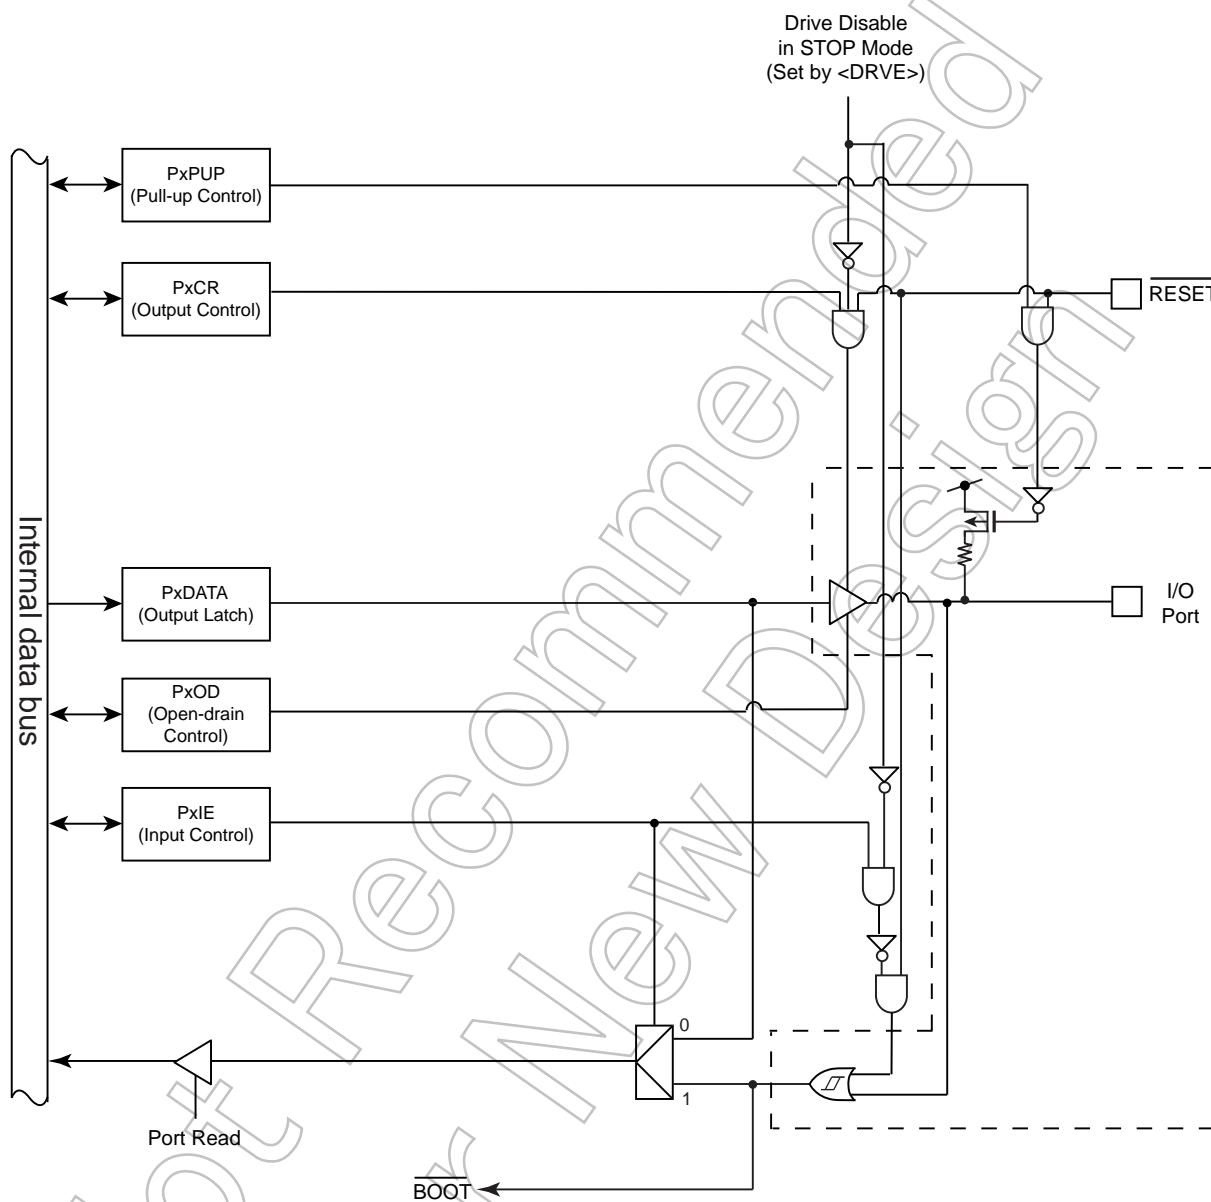 Drive Disable
in STOP Mode
(Set by <DRVE>)
PxPUP
(Pull-up Control)
PxCR
(Output Control)
RESET
Internal data bus
PxDATA
(Output Latch)
I/O
Port
PxOD
(Open-drain
Control)
PxIE
(Input Control)
0
1
Port Read
BOOT
Not Recommended
for New Design